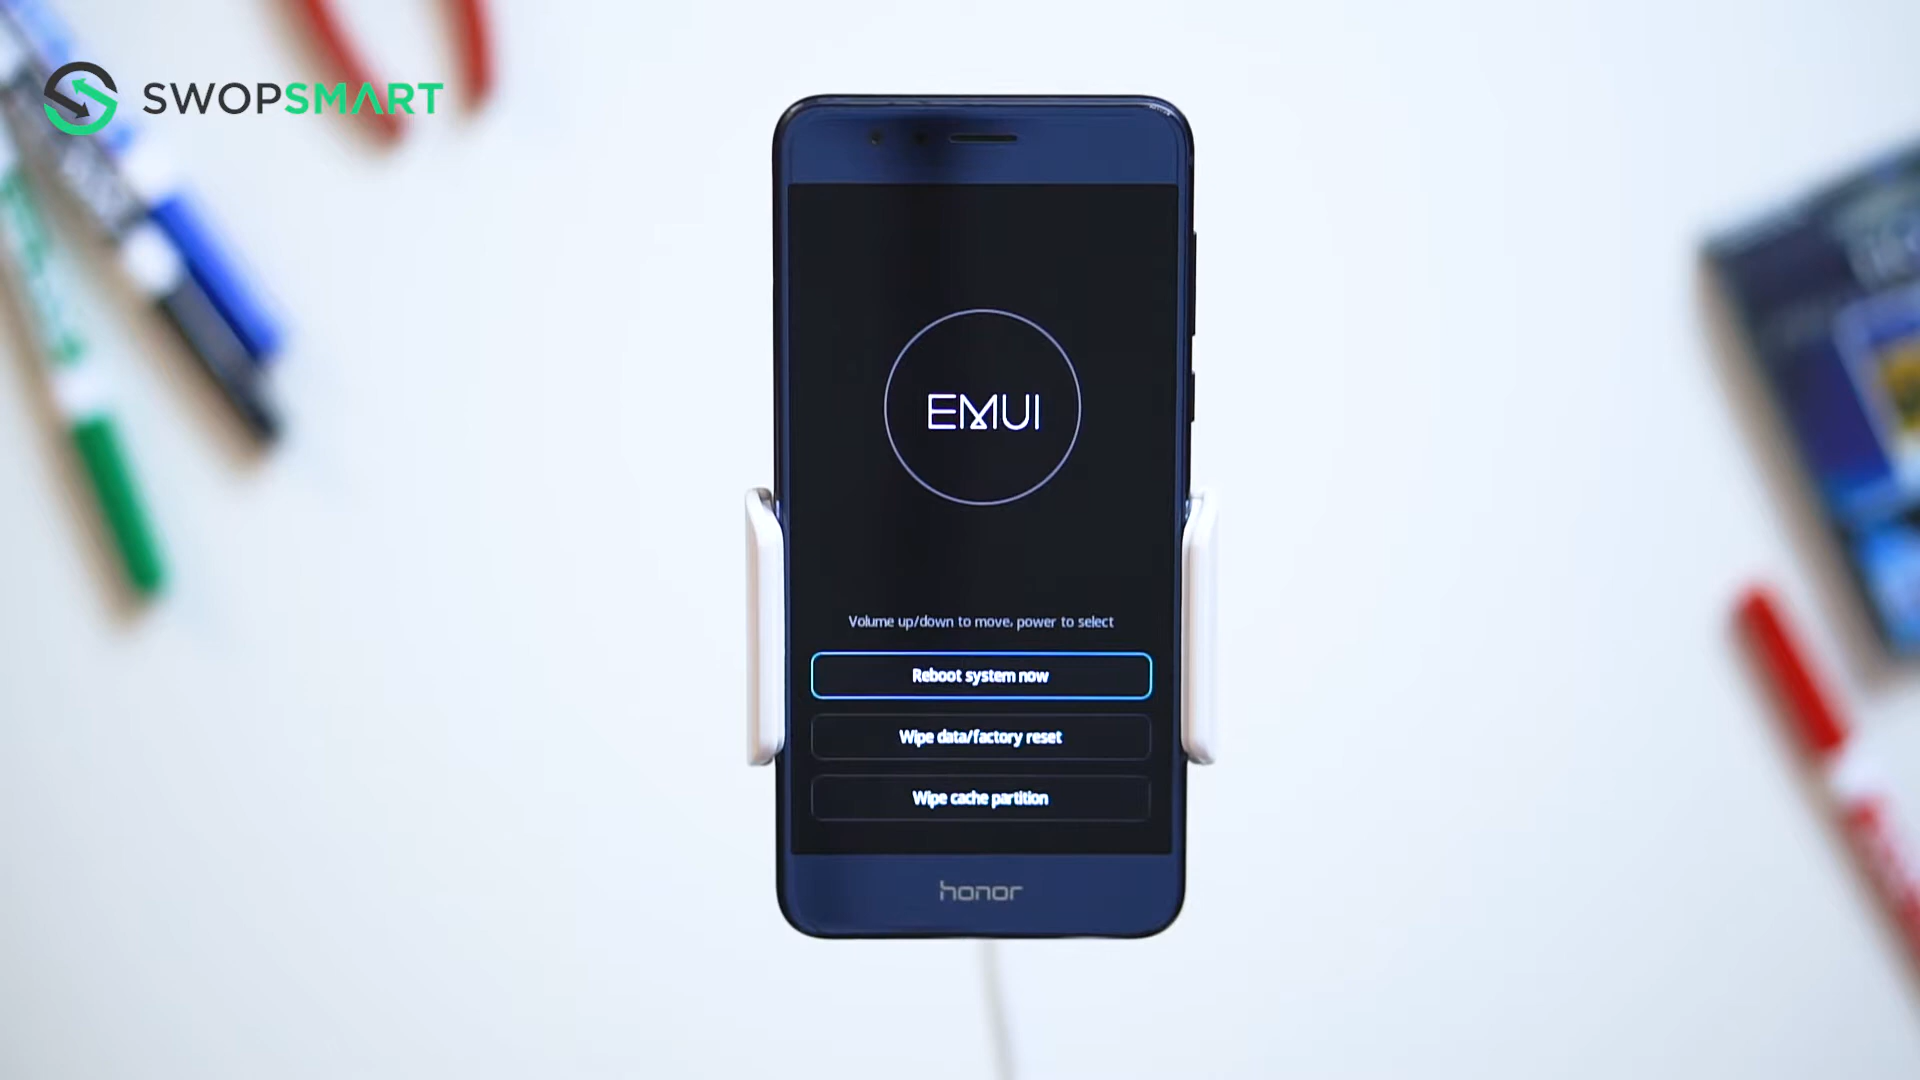 SWOPSMART
EMUI
Volume up/down to move, power to select
Reboot system now
Wipe data/factory reset
Wipe cache partition
honor